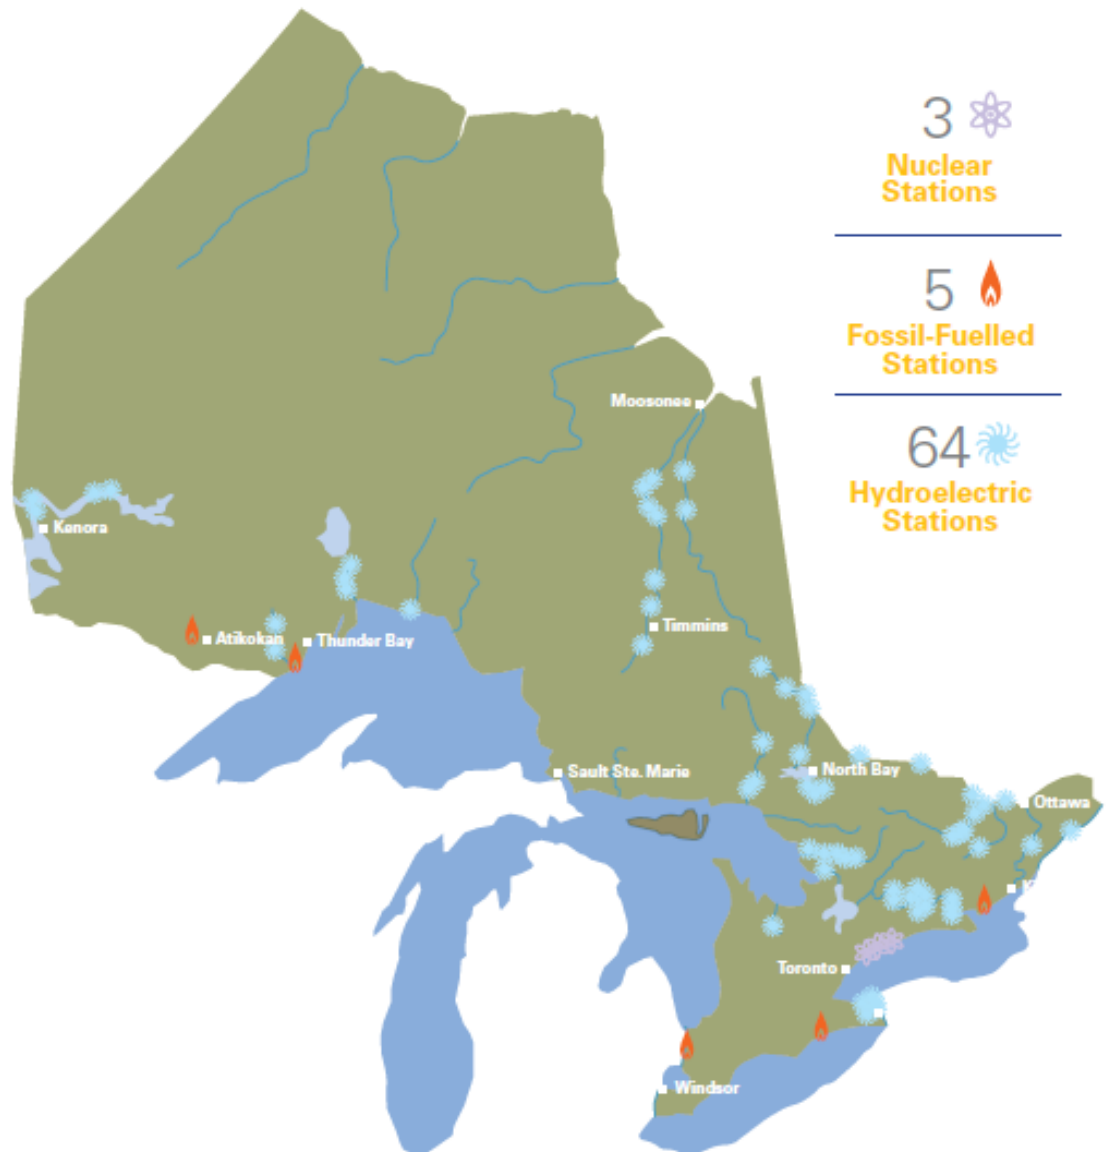 3
Nuclear
Stations
5
Fossil-Fuelled
Stations
64
Hydroelectric
Stations
Moosonee
Kenora
Timmins
Atikokan
Thunder Bay
Sault Ste. Marie
North Bay
Ottawa
Toronto
Windsor